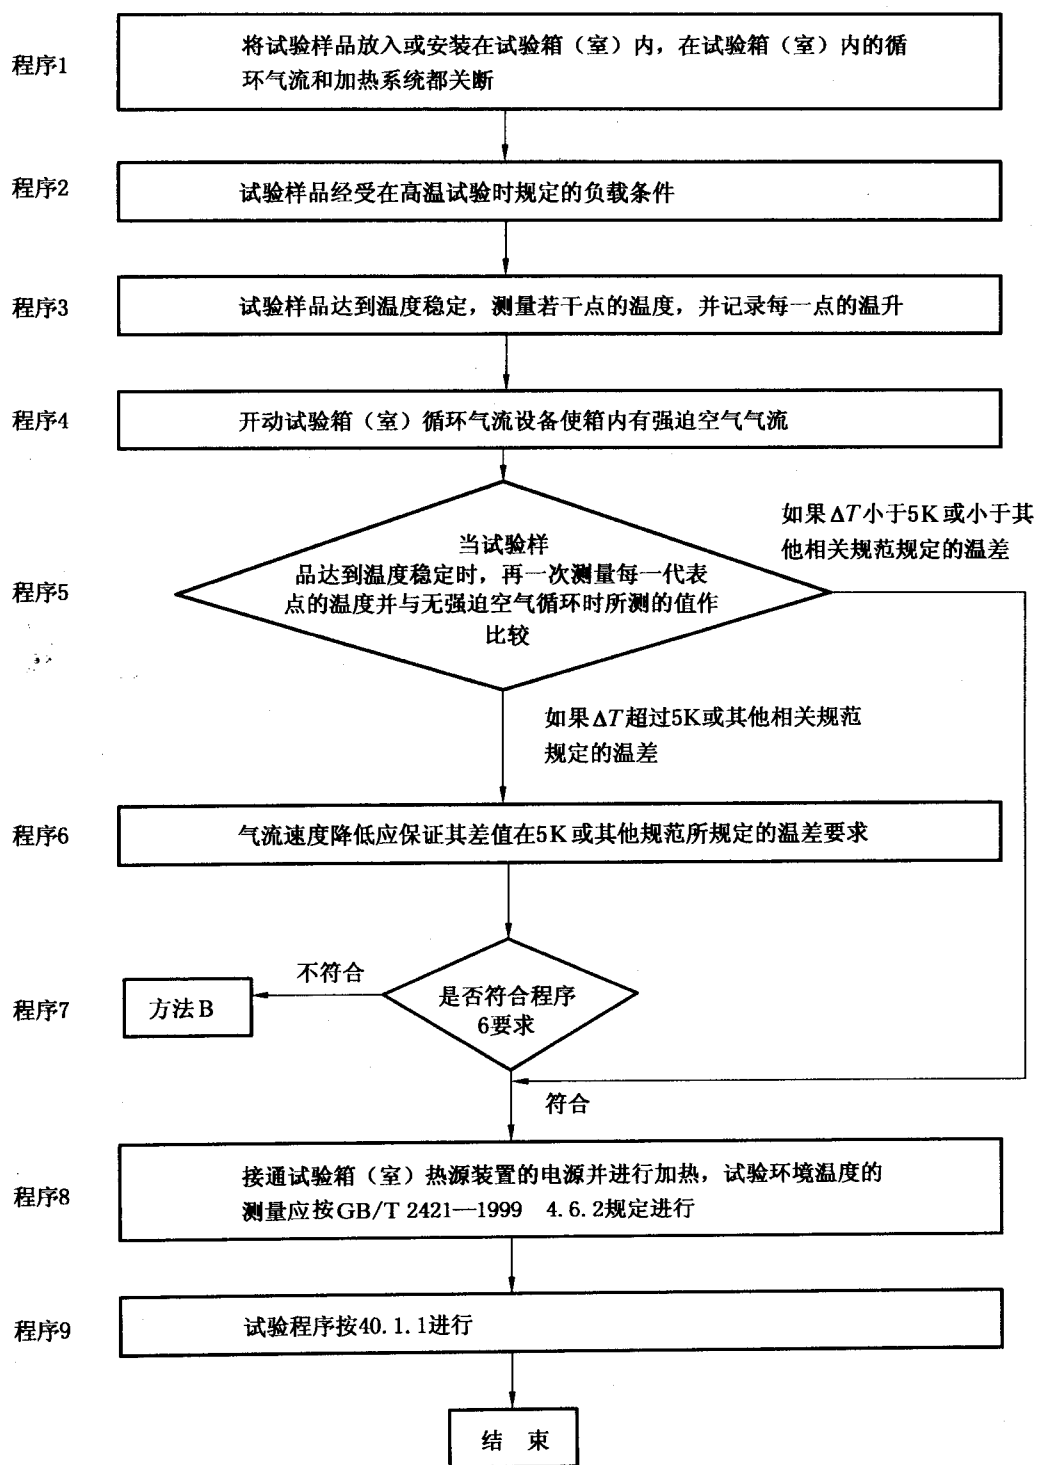 程序1
将试验样品放入或安装在试验箱（室）内，在试验箱（室）内的循
环气流和加热系统都关断
程序2
试验样品经受在高温试验时规定的负载条件
程序3
试验样品达到温度稳定，测量若干点的温度，并记录每一点的温升
程序4
开动试验箱（室）循环气流设备使箱内有强迫空气气流
如果ΔT小于5K或小于其
他相关规范规定的温差
程序5
当试验样
品达到温度稳定时，再一次测量每一代表
点的温度并与无强迫空气循环时所测的值作
比较
如果ΔT超过5K或其他相关规范
规定的温差
程序6
气流速度降低应保证其差值在5K或其他规范所规定的温差要求
程序7
方法B
不符合
是否符合程序
6要求
符合
程序8
接通试验箱（室）热源装置的电源并进行加热，试验环境温度的
测量应按GB/T 2421—1999 4.6.2规定进行
程序9
试验程序按40.1.1进行
结 束